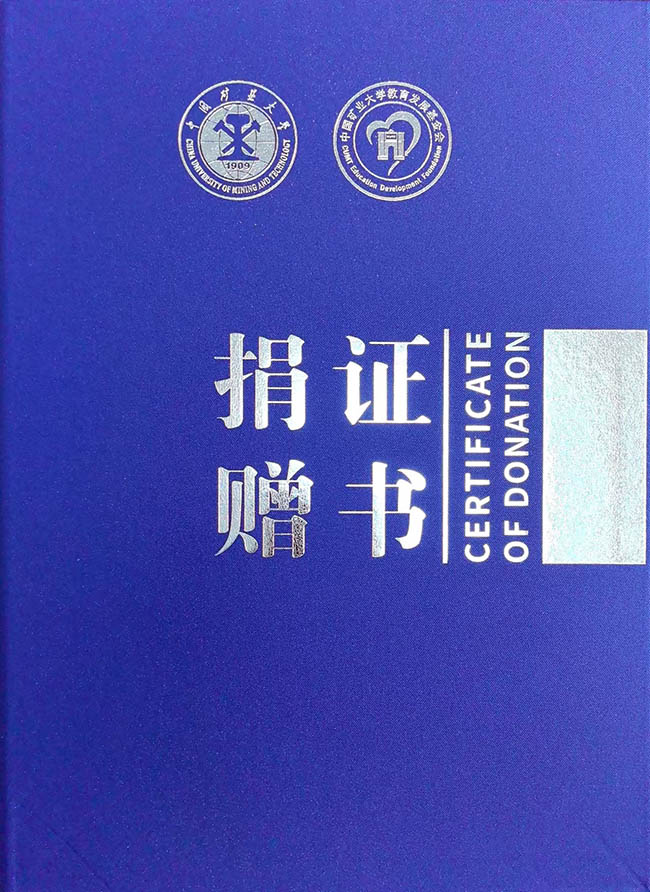 中国矿业大学
CHINA UNIVERSITY OF MINING AND TECHNOLOGY
1909
中国矿业大学教育发展基金会
CUMT Education Development Foundation
捐赠
证书
CERTIFICATE
OF DONATION